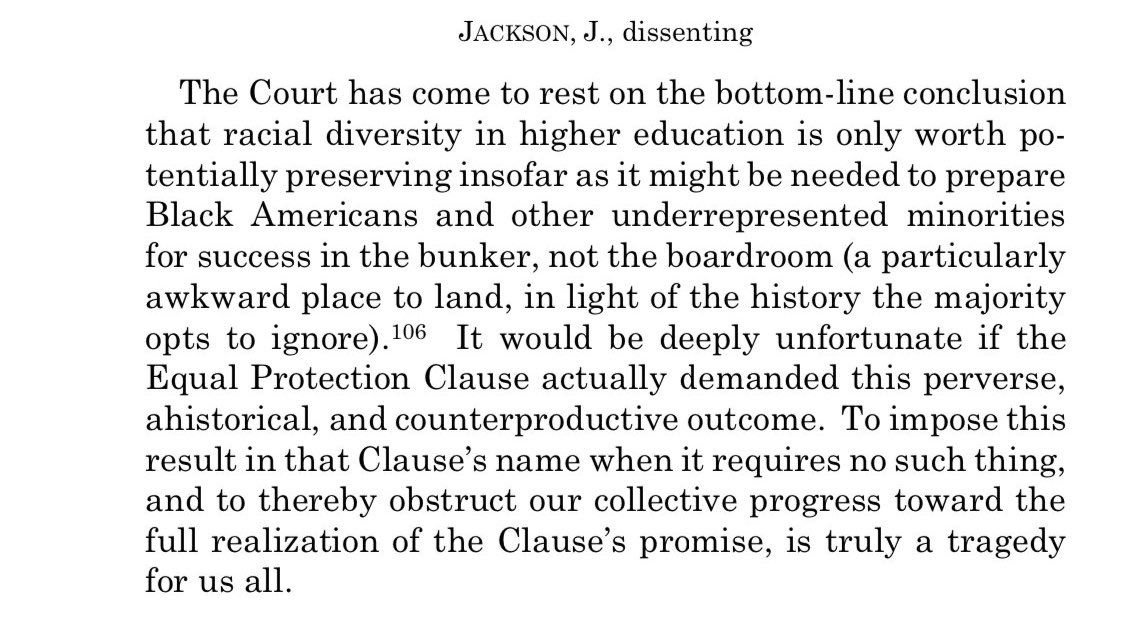 JACKSON, J., dissenting
The Court has come to rest on the bottom-line conclusion
that racial diversity in higher education is only worth po-
tentially preserving insofar as it might be needed to prepare
Black Americans and other underrepresented minorities
for success in the bunker, not the boardroom (a particularly
awkward place to land, in light of the history the majority
opts to ignore).106 It would be deeply unfortunate if the
Equal Protection Clause actually demanded this perverse,
ahistorical, and counterproductive outcome. To impose this
result in that Clause’s name when it requires no such thing,
and to thereby obstruct our collective progress toward the
full realization of the Clause’s promise, is truly a tragedy
for us all.